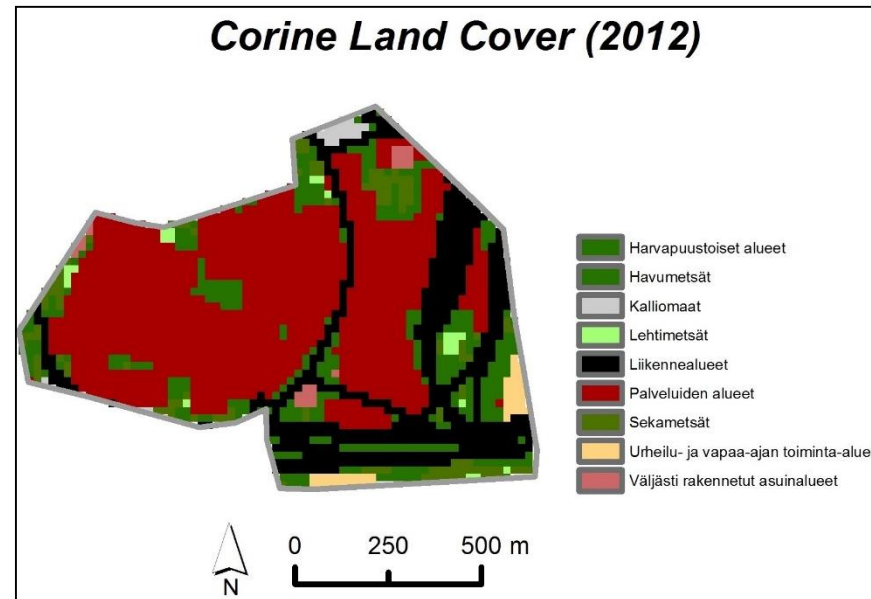 Corine Land Cover (2012)
Harvapuustoiset alueet
Havumetsät
Kalliomaat
Lehtimetsät
Liikennealueet
Palveluiden alueet
Sekametsät
Urheilu- ja vapaa-ajan toiminta-alue
Väljästi rakennetut asuinalueet
0 250 500 m
N